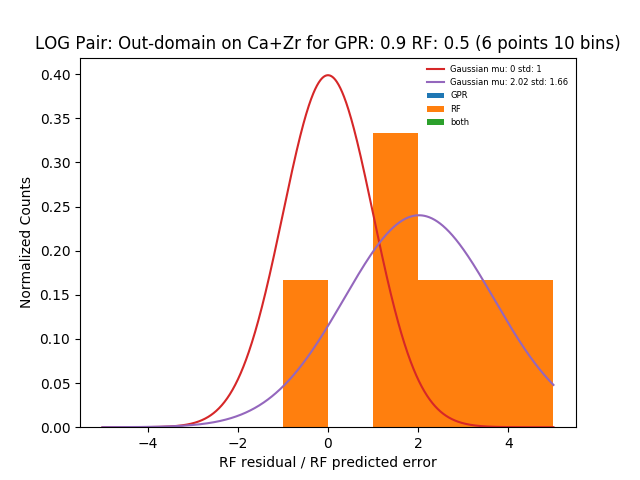 LOG Pair: Out-domain on Ca+Zr for GPR: 0.9 RF: 0.5 (6 points 10 bins)
Gaussian mu: 0 std: 1
Gaussian mu: 2.02 std: 1.66
GPR
RF
both
Normalized Counts
0.40
0.35
0.30
0.25
0.20
0.15
0.10
0.05
0.00
−4
−2
0
2
4
RF residual / RF predicted error